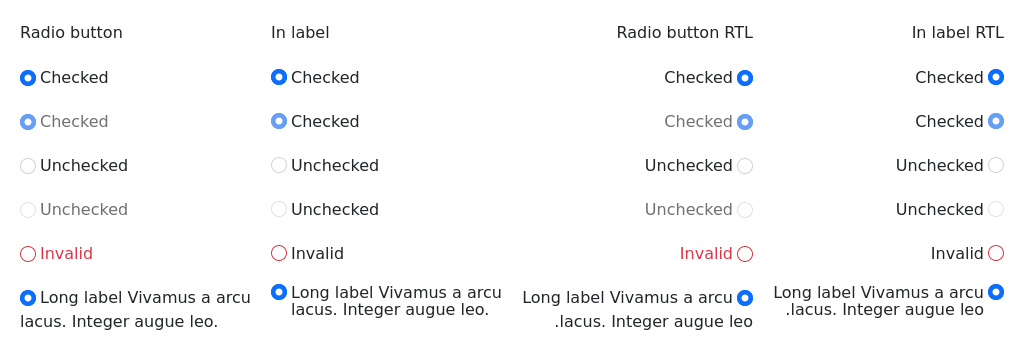 Radio button
Checked
Checked
Unchecked
Unchecked
Invalid
Long label Vivamus a arcu
lacus. Integer augue leo.
In label
Checked
Checked
Unchecked
Unchecked
Invalid
Long label Vivamus a arcu
lacus. Integer augue leo.
Radio button RTL
Checked
Checked
Unchecked
Unchecked
Invalid
Long label Vivamus a arcu
.lacus. Integer augue leo
In label RTL
Checked
Checked
Unchecked
Unchecked
Invalid
Long label Vivamus a arcu
.lacus. Integer augue leo